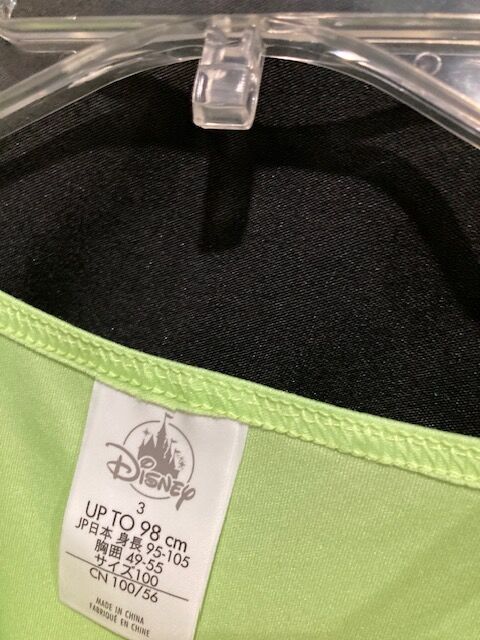 Disney
3
UP TO 98 cm
JP日本 身長 95-105
胸囲 49-55
サイズ100
CN 100/56
MADE IN CHINA
FABRIQUÉ EN CHINE